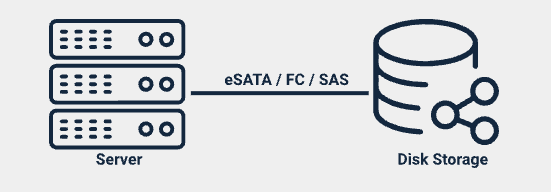 eSATA / FC / SAS
Server
Disk Storage